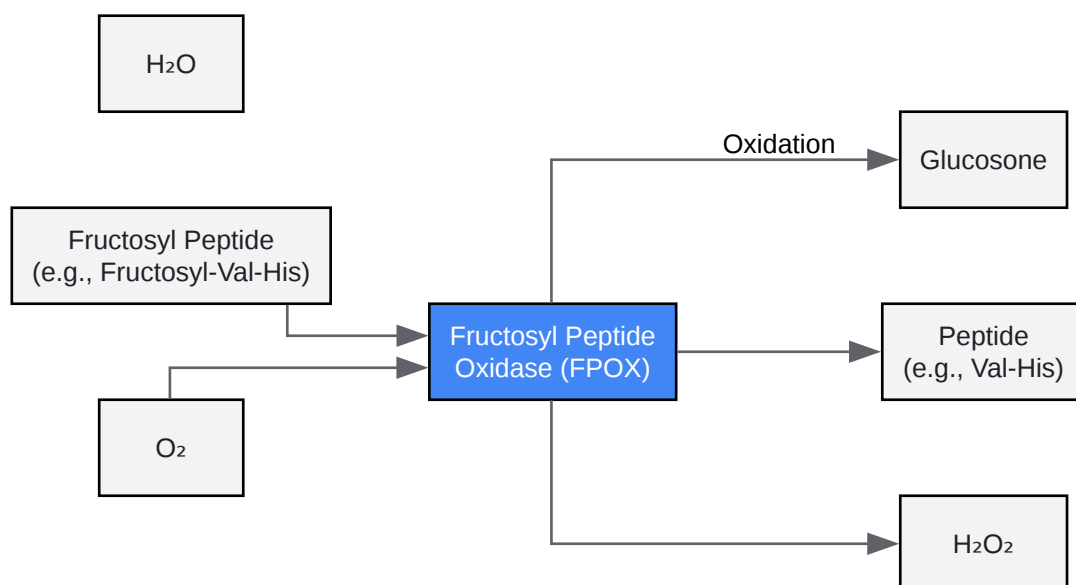 H₂O
Fructosyl Peptide
(e.g., Fructosyl-Val-His)
O₂
Fructosyl Peptide
Oxidase (FPOX)
Oxidation
Glucosone
Peptide
(e.g., Val-His)
H₂O₂